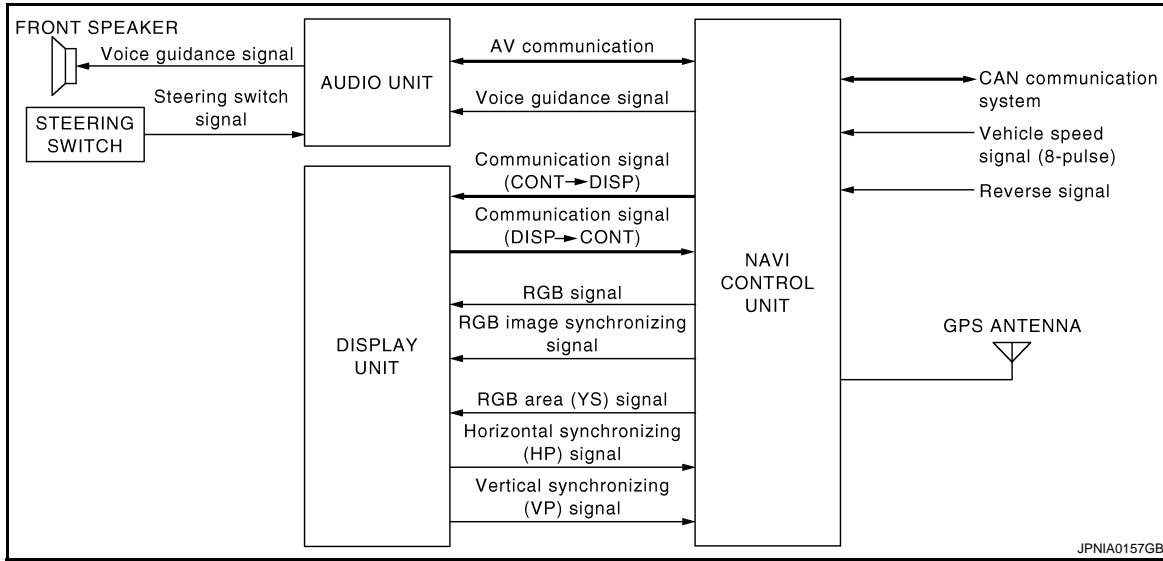 FRONT SPEAKER
Voice guidance signal
Steering switch
signal
STEERING
SWITCH
AUDIO UNIT
AV communication
Voice guidance signal
Communication signal
(CONT→DISP)
Communication signal
(DISP→CONT)
RGB signal
RGB image synchronizing
signal
RGB area (YS) signal
Horizontal synchronizing
(HP) signal
Vertical synchronizing
(VP) signal
DISPLAY
UNIT
NAVI
CONTROL
UNIT
CAN communication
system
Vehicle speed
signal (8-pulse)
Reverse signal
GPS ANTENNA
JPNIA0157GB